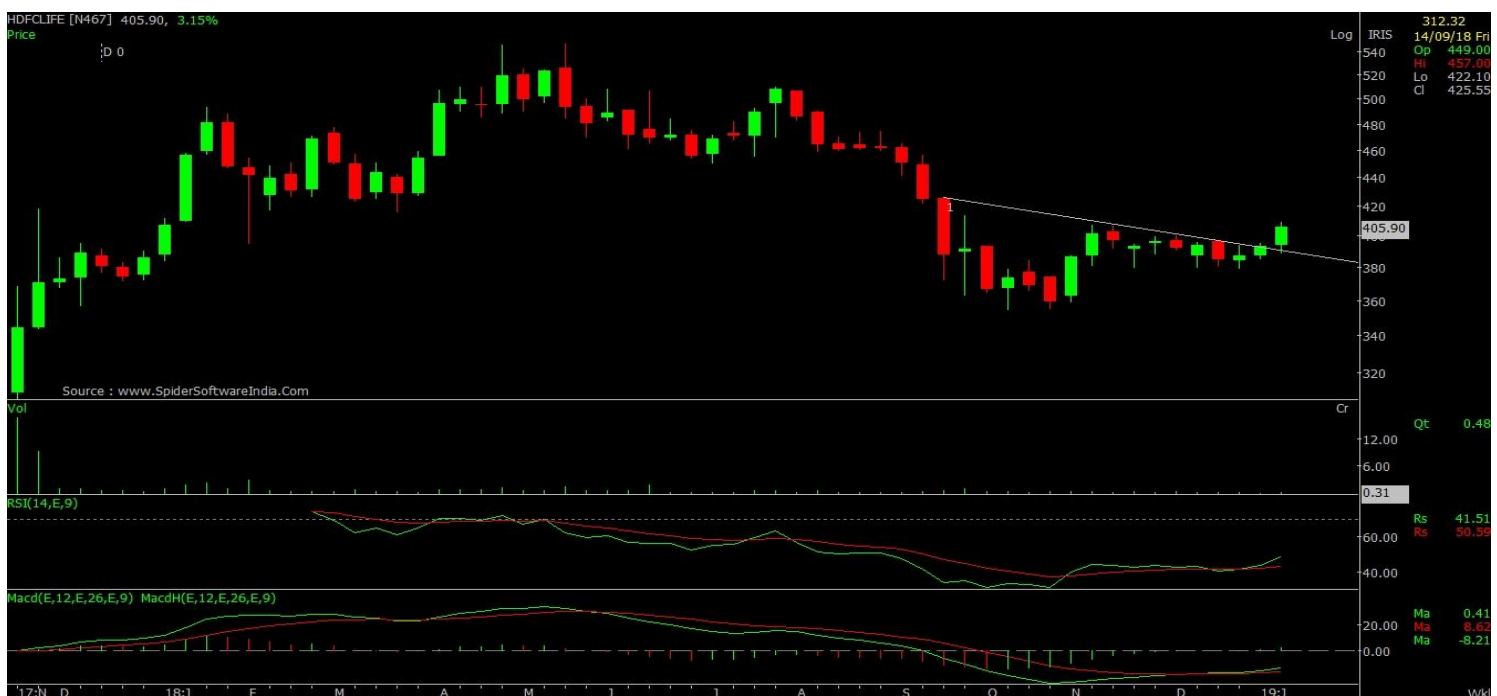 HDFCLIFE [N467] 405.90, 3.15%
Price
D 0
Log
IRIS
312.32
14/09/18 Fri
Op 449.00
Hi 457.00
Lo 422.10
Cl 425.55
540
520
500
480
460
440
420
405.90
380
360
340
320
1
Source : www.SpiderSoftwareIndia.Com
Vol
Cr
Qt 0.48
12.00
6.00
0.31
RSI(14,E,9)
Rs 41.51
Rs 50.59
60.00
40.00
Macd(E,12,E,26,E,9) MacdH(E,12,E,26,E,9)
Ma 0.41
Ma 8.62
Ma -8.21
20.00
0.00
17:N D 18:J F M A M J J A S O N D 19:J Wkl